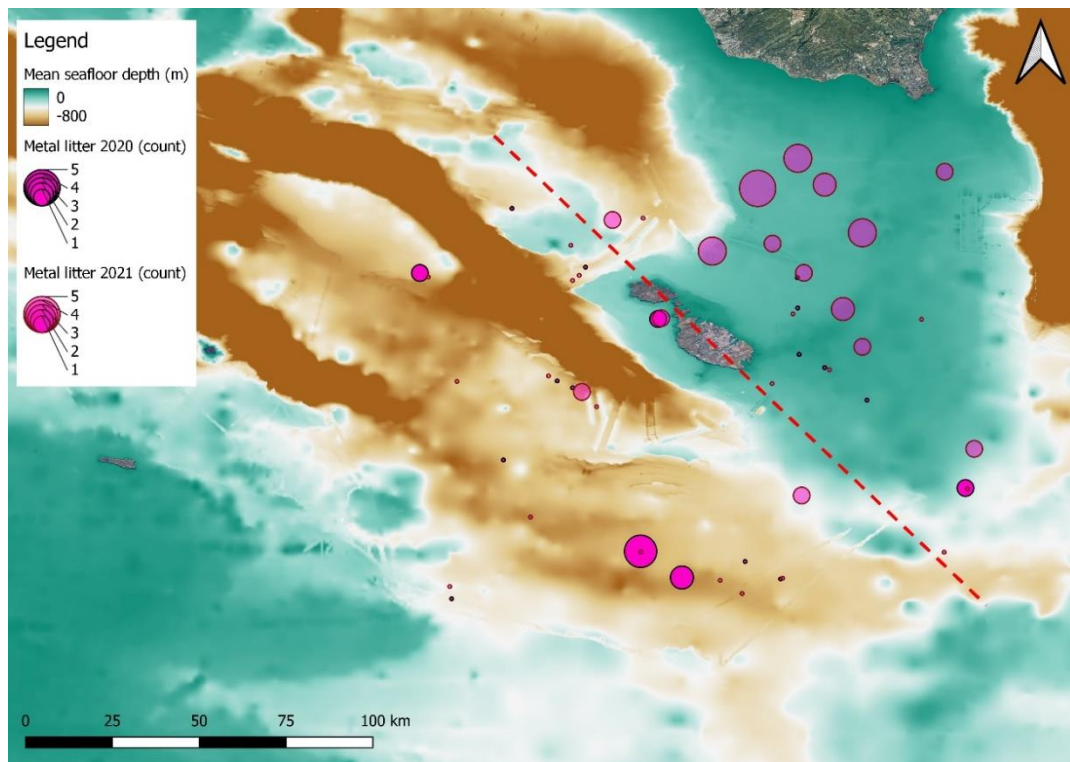 Legend
Mean seafloor depth (m)
0
-800
Metal litter 2020 (count)
5
4
3
2
1
Metal litter 2021 (count)
5
4
3
2
1
0 25 50 75 100 km